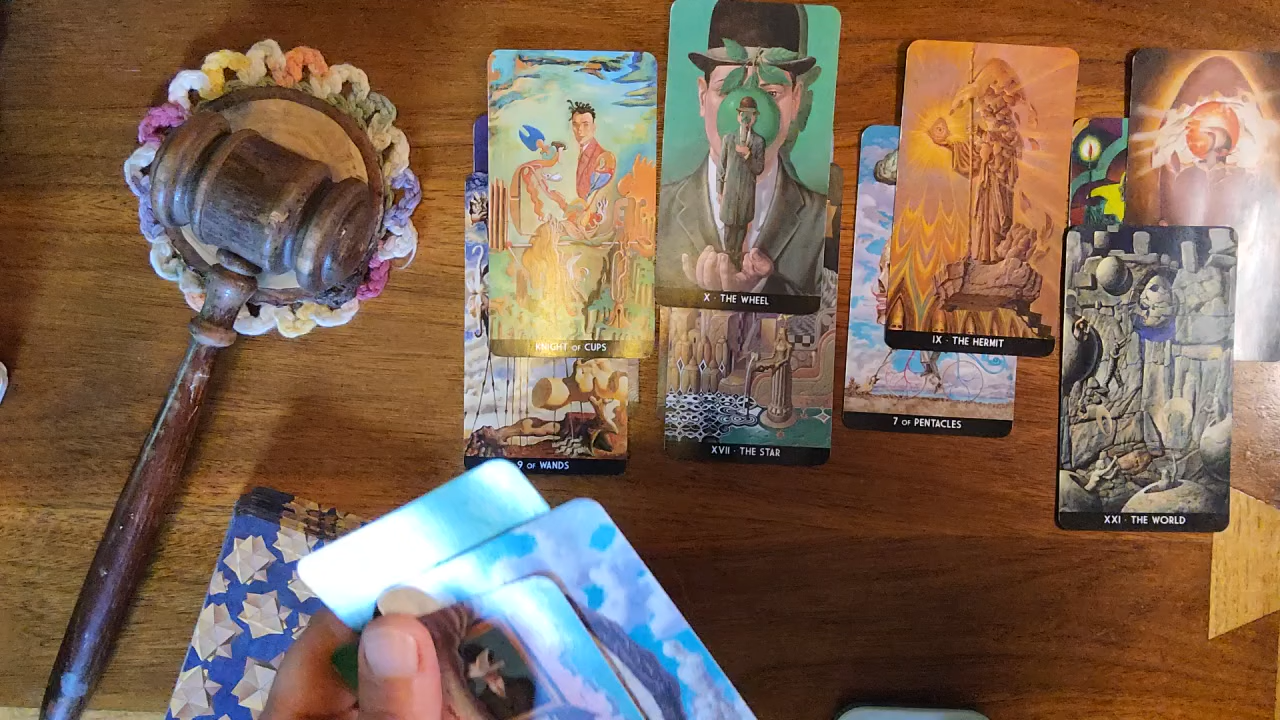 KNIGHT OF CUPS
X · THE WHEEL
IX · THE HERMIT
9 OF WANDS
XVII · THE STAR
7 OF PENTACLES
XXI · THE WORLD